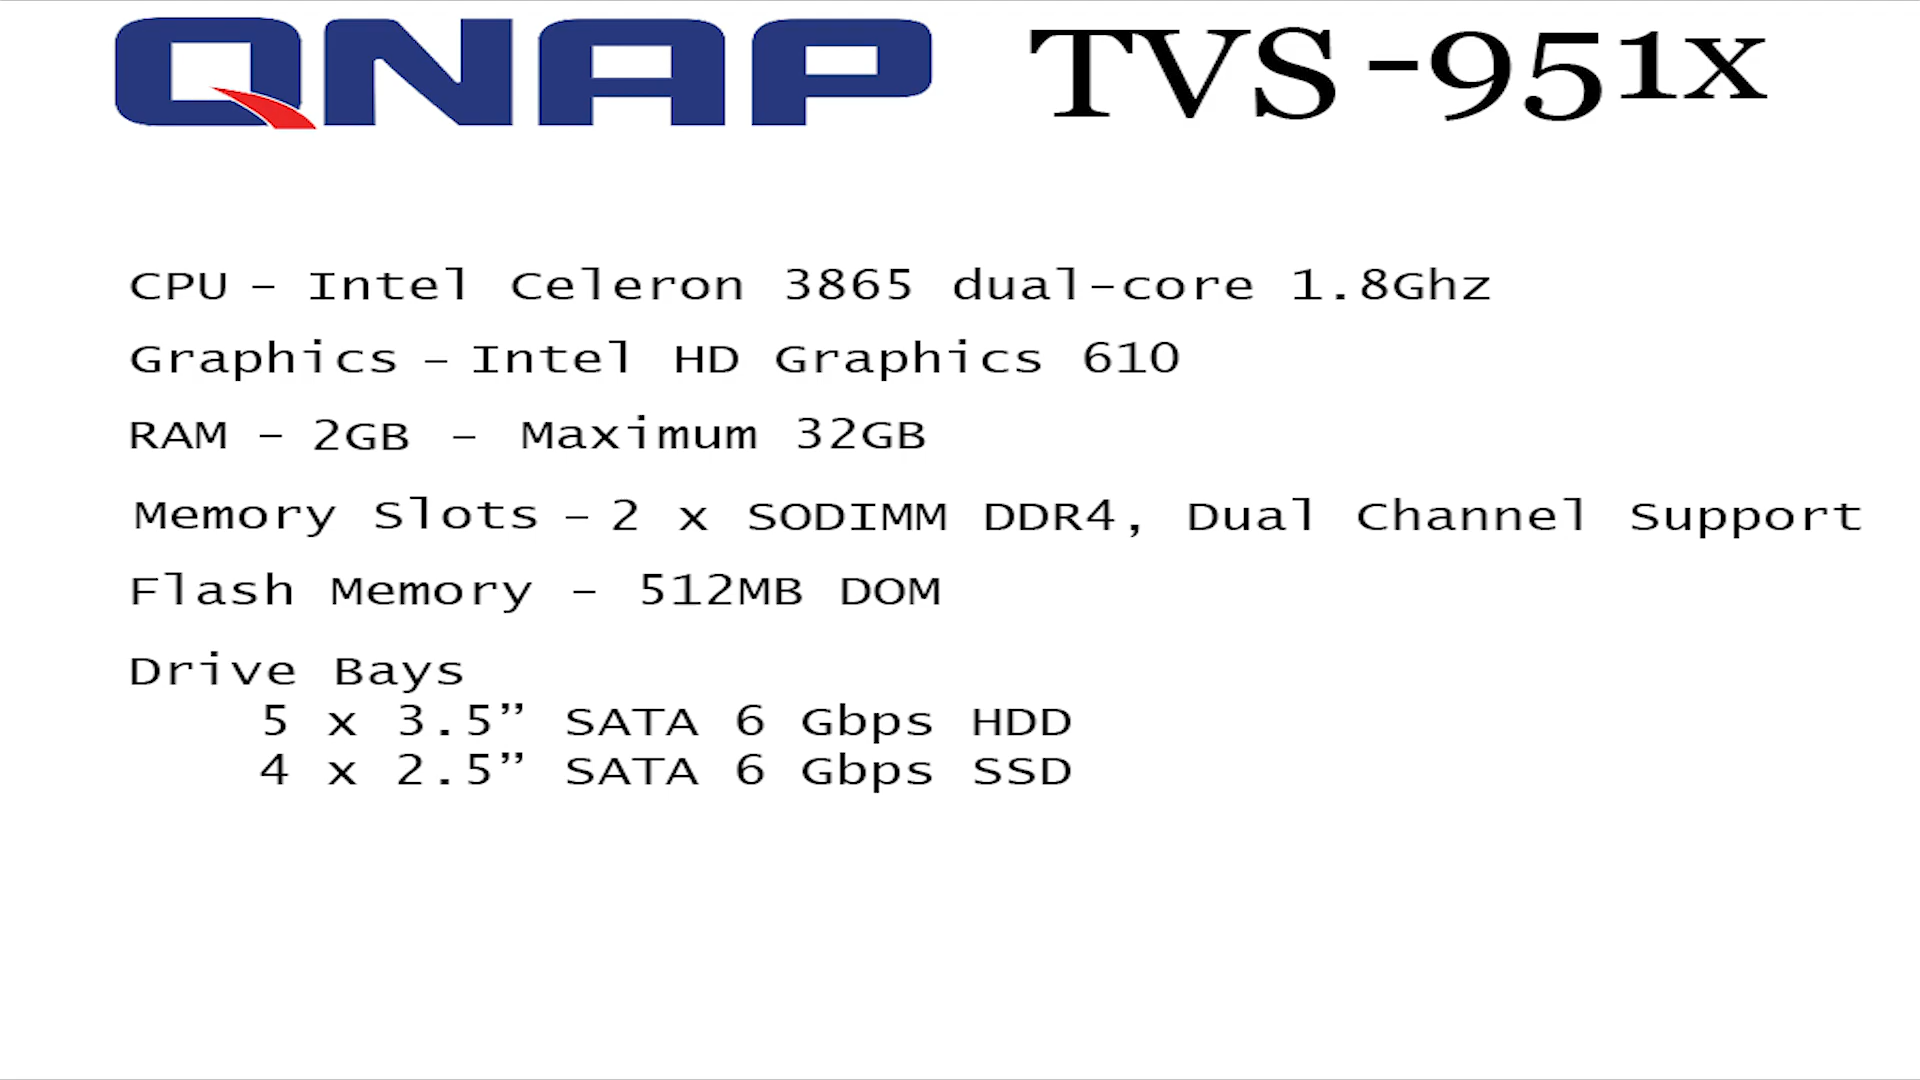 QNAP TVS-951x
CPU – Intel Celeron 3865 dual-core 1.8Ghz
Graphics – Intel HD Graphics 610
RAM – 2GB – Maximum 32GB
Memory Slots – 2 x SODIMM DDR4, Dual Channel Support
Flash Memory – 512MB DOM
Drive Bays
5 x 3.5” SATA 6 Gbps HDD
4 x 2.5” SATA 6 Gbps SSD